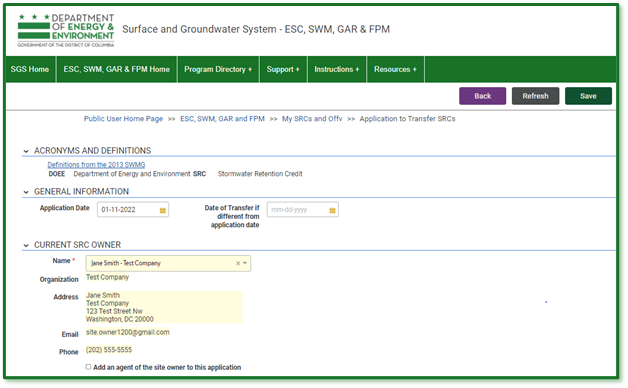 DEPARTMENT
OF ENERGY &
ENVIRONMENT
GOVERNMENT OF THE DISTRICT OF COLUMBIA
Surface and Groundwater System - ESC, SWM, GAR & FPM
SGS Home ESC, SWM, GAR & FPM Home Program Directory + Support + Instructions + Resources +
Back Refresh Save
Public User Home Page >> ESC, SWM, GAR and FPM >> My SRCs and Offv >> Application to Transfer SRCs
ACRONYMS AND DEFINITIONS
Definitions from the 2013 SWMG
DOEE Department of Energy and Environment SRC Stormwater Retention Credit
GENERAL INFORMATION
Application Date 01-11-2022 Date of Transfer if mm-dd-yyyy
different from
application date
CURRENT SRC OWNER
Name * Jane Smith - Test Company
Organization Test Company
Address Jane Smith
Test Company
123 Test Street Nw
Washington, DC 20000
Email site.owner1200@gmail.com
Phone (202) 555-5555
Add an agent of the site owner to this application